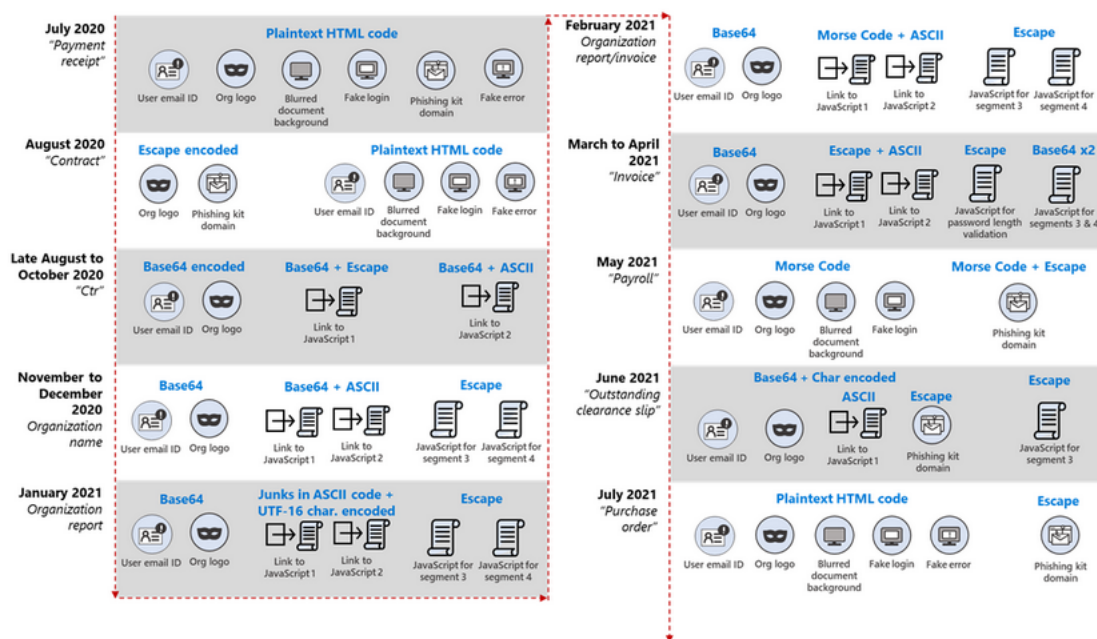 July 2020
"Payment
receipt"
Plaintext HTML code
User email ID
Org logo
Blurred
document
background
Fake login
Phishing kit
domain
Fake error
August 2020
"Contract"
Escape encoded
Org logo
Phishing kit
domain
Plaintext HTML code
User email ID
Blurred
document
background
Fake login
Fake error
Late August to
October 2020
"Ctr"
Base64 encoded
User email ID
Org logo
Base64 + Escape
Link to
JavaScript 1
Base64 + ASCII
Link to
JavaScript 2
November to
December
2020
Organization
name
Base64
User email ID
Org logo
Base64 + ASCII
Link to
JavaScript 1
Link to
JavaScript 2
Escape
JavaScript for
segment 3
JavaScript for
segment 4
January 2021
Organization
report
Base64
User email ID
Org logo
Junks in ASCII code +
UTF-16 char. encoded
Link to
JavaScript 1
Link to
JavaScript 2
Escape
JavaScript for
segment 3
JavaScript for
segment 4
February 2021
Organization
report/invoice
Base64
User email ID
Org logo
Morse Code + ASCII
Link to
JavaScript 1
Link to
JavaScript 2
Escape
JavaScript for
segment 3
JavaScript for
segment 4
March to April
2021
"Invoice"
Base64
User email ID
Org logo
Escape + ASCII
Link to
JavaScript 1
Link to
JavaScript 2
Escape
JavaScript for
password length
validation
Base64 x2
JavaScript for
segments 3 & 4
May 2021
"Payroll"
Morse Code
User email ID
Org logo
Blurred
document
background
Fake login
Morse Code + Escape
Phishing kit
domain
June 2021
"Outstanding
clearance slip"
Base64 + Char encoded
ASCII
User email ID
Org logo
Link to
JavaScript 1
Escape
Phishing kit
domain
Escape
JavaScript for
segment 3
July 2021
"Purchase
order"
Plaintext HTML code
User email ID
Org logo
Blurred
document
background
Fake login
Fake error
Escape
Phishing kit
domain